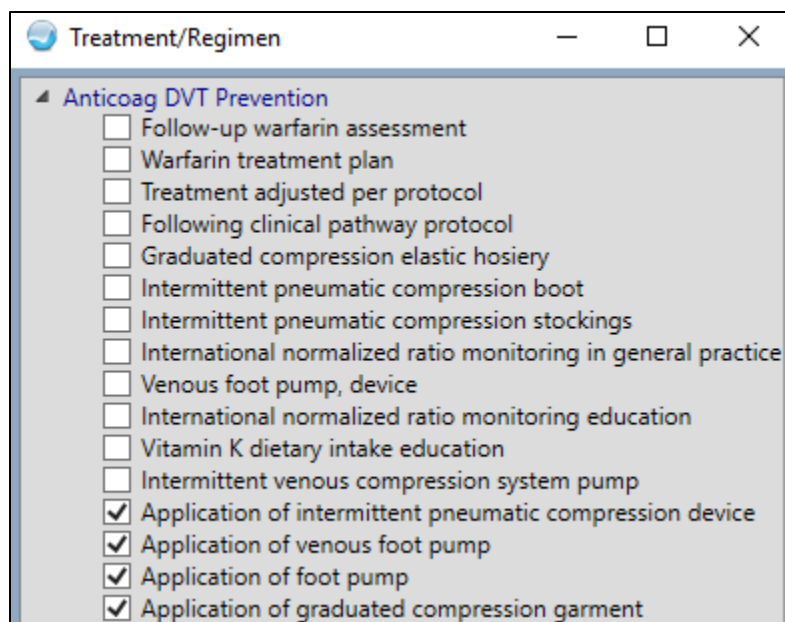 Treatment/Regimen
Anticoag DVT Prevention
Follow-up warfarin assessment
Warfarin treatment plan
Treatment adjusted per protocol
Following clinical pathway protocol
Graduated compression elastic hosiery
Intermittent pneumatic compression boot
Intermittent pneumatic compression stockings
International normalized ratio monitoring in general practice
Venous foot pump, device
International normalized ratio monitoring education
Vitamin K dietary intake education
Intermittent venous compression system pump
Application of intermittent pneumatic compression device
Application of venous foot pump
Application of foot pump
Application of graduated compression garment